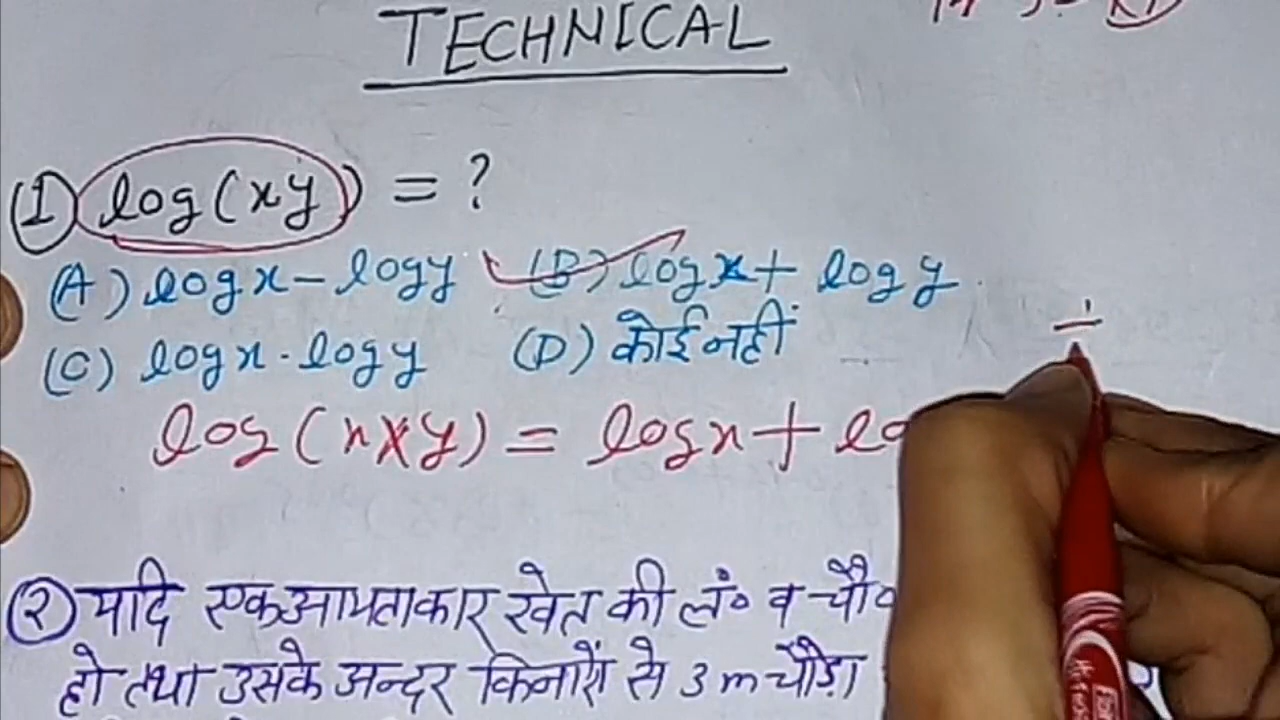 TECHNICAL
(1) log(xy) = ?
(A) log x - log y (B) log x + log y
(C) log x . log y (D) कोई नहीं
log(x×y) = log x + lo
(२) यादि एक आयताकार खेत की लं० व चौ०
हो तथा उसके अन्दर किनारों से 3 m चौड़ा